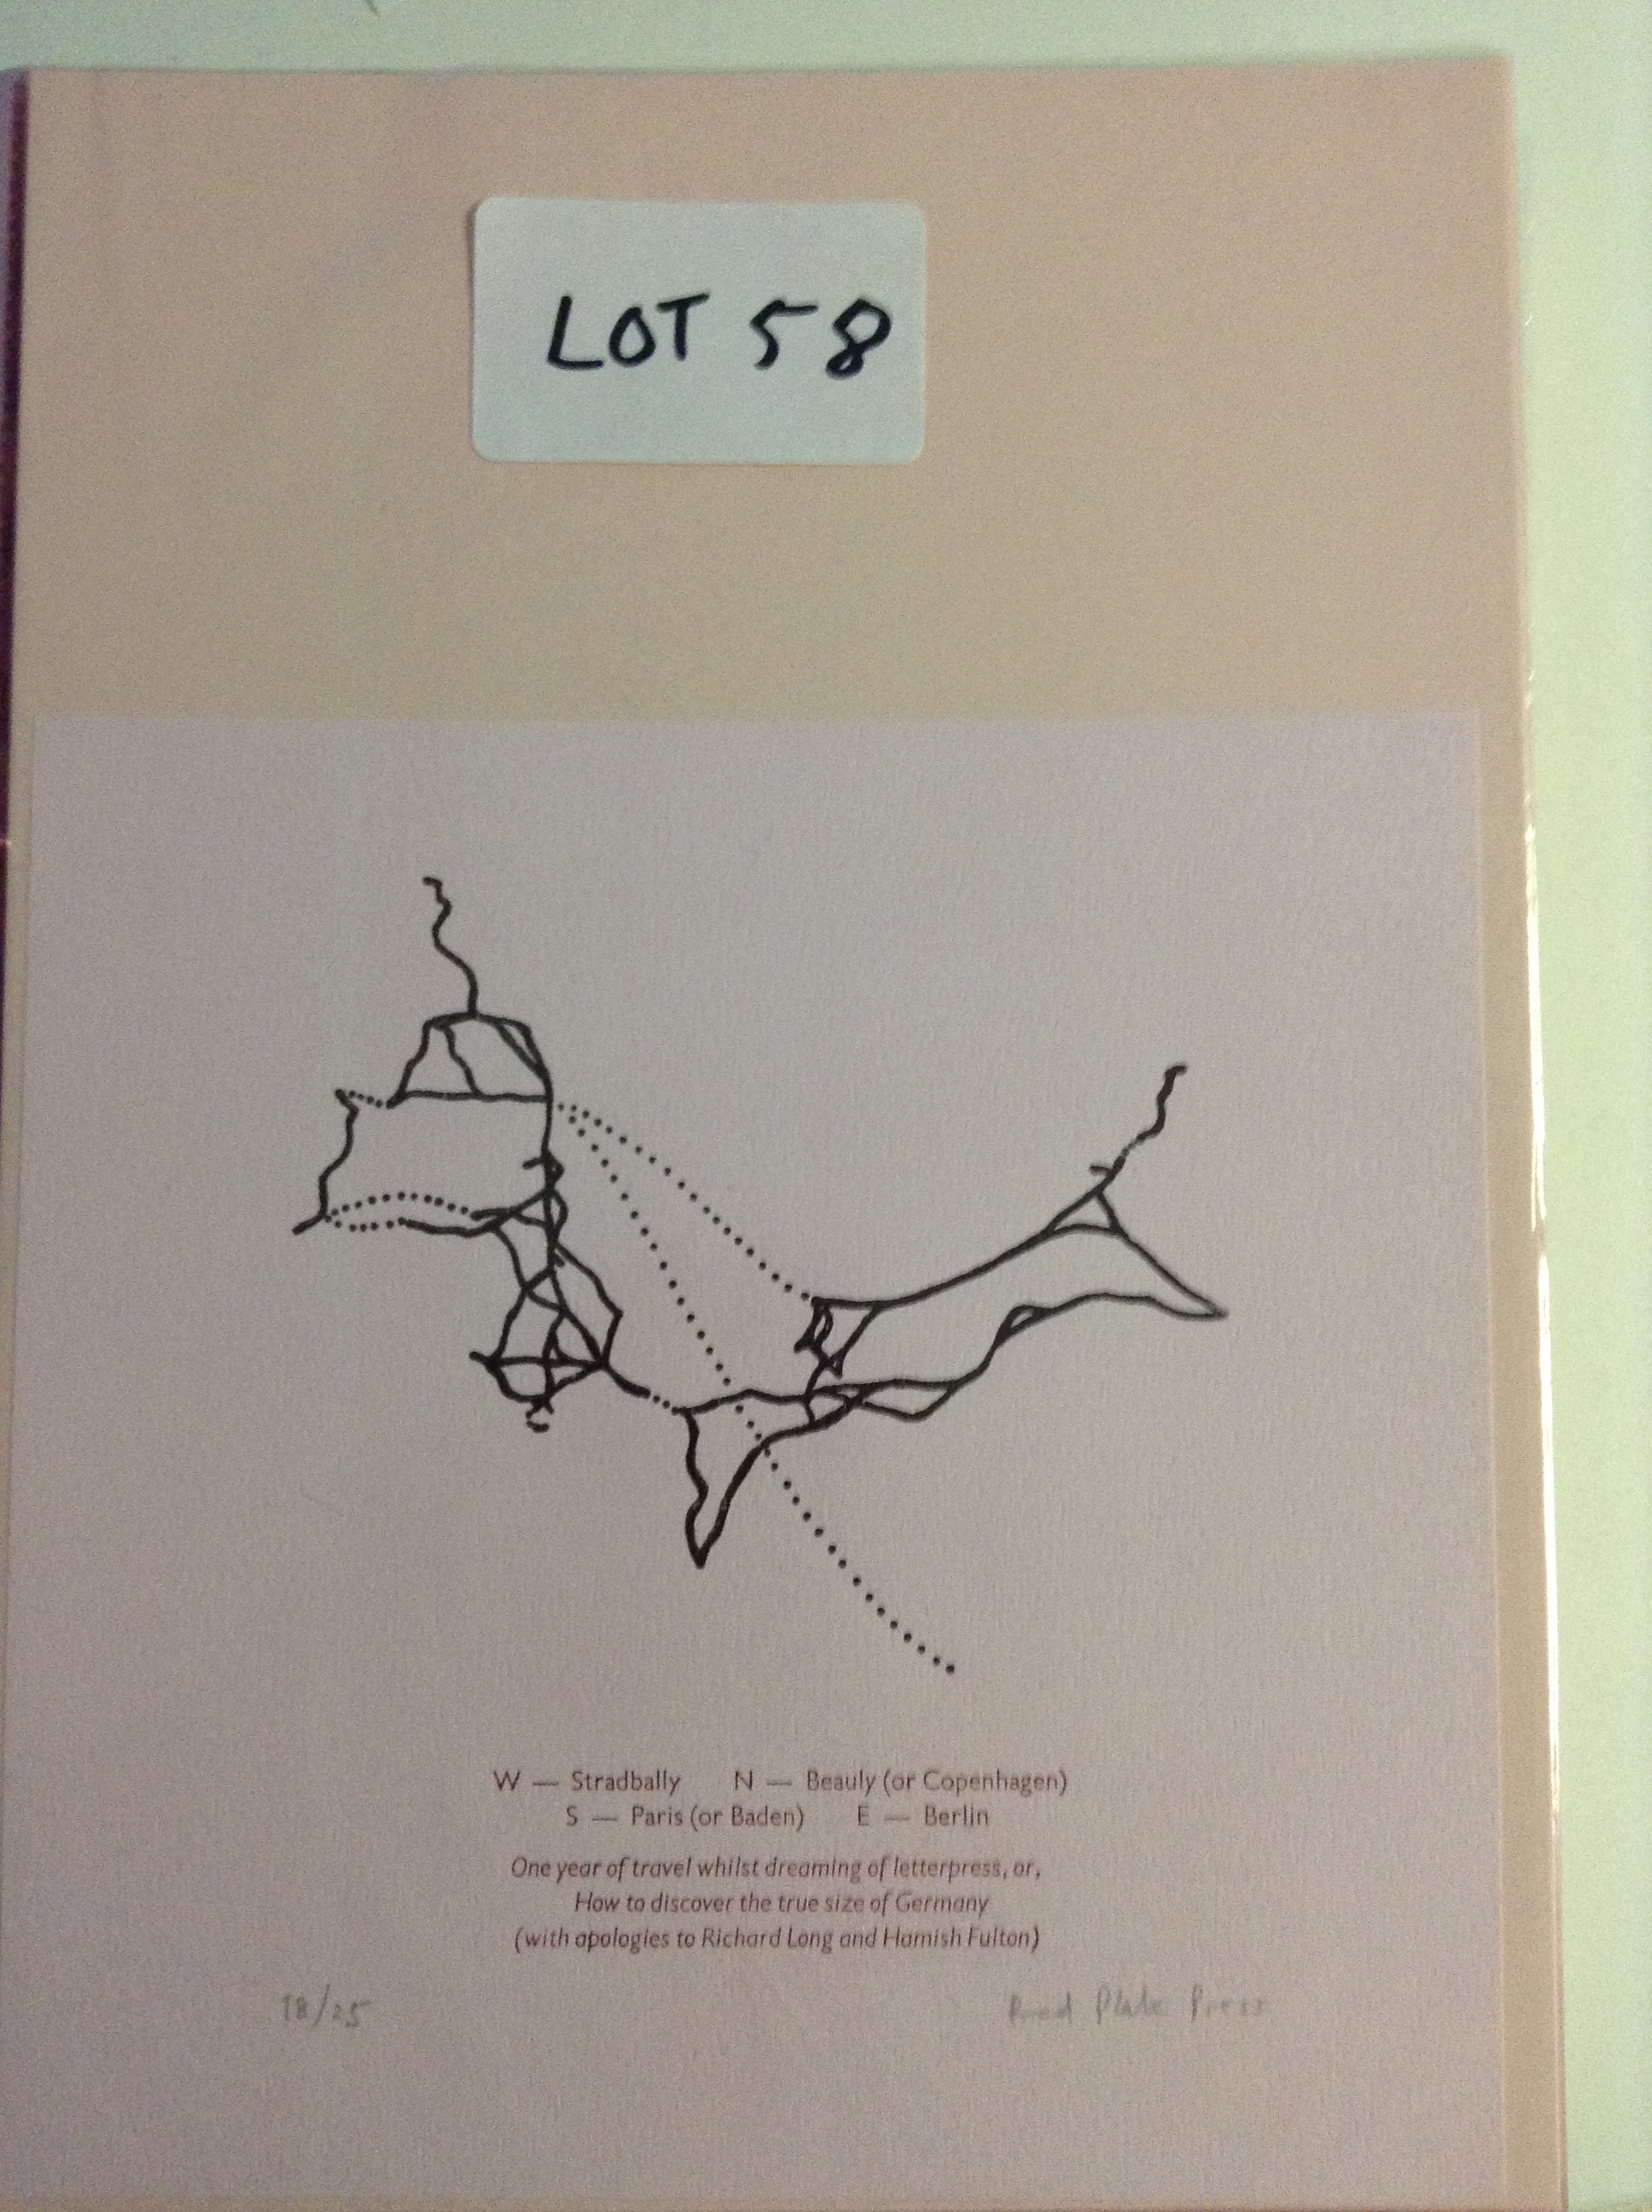 LOT 58
W — Stradbally N — Beauly (or Copenhagen)
S — Paris (or Baden) E — Berlin
One year of travel whilst dreaming of letterpress, or,
How to discover the true size of Germany
(with apologies to Richard Long and Hamish Fulton)
18/25 Red Plate Press